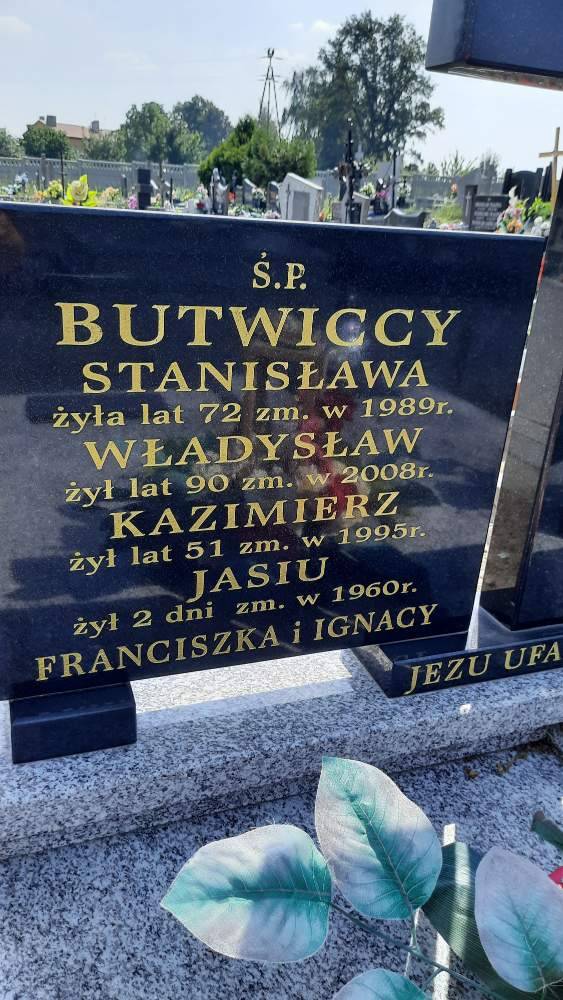 Ś.P.
BUTWICCY
STANISŁAWA
żyła lat 72 zm. w 1989r.
WŁADYSŁAW
żył lat 90 zm. w 2008r.
KAZIMIERZ
żył lat 51 zm. w 1995r.
JASIU
żył 2 dni zm. w 1960r.
FRANCISZKA i IGNACY
JEZU UFA